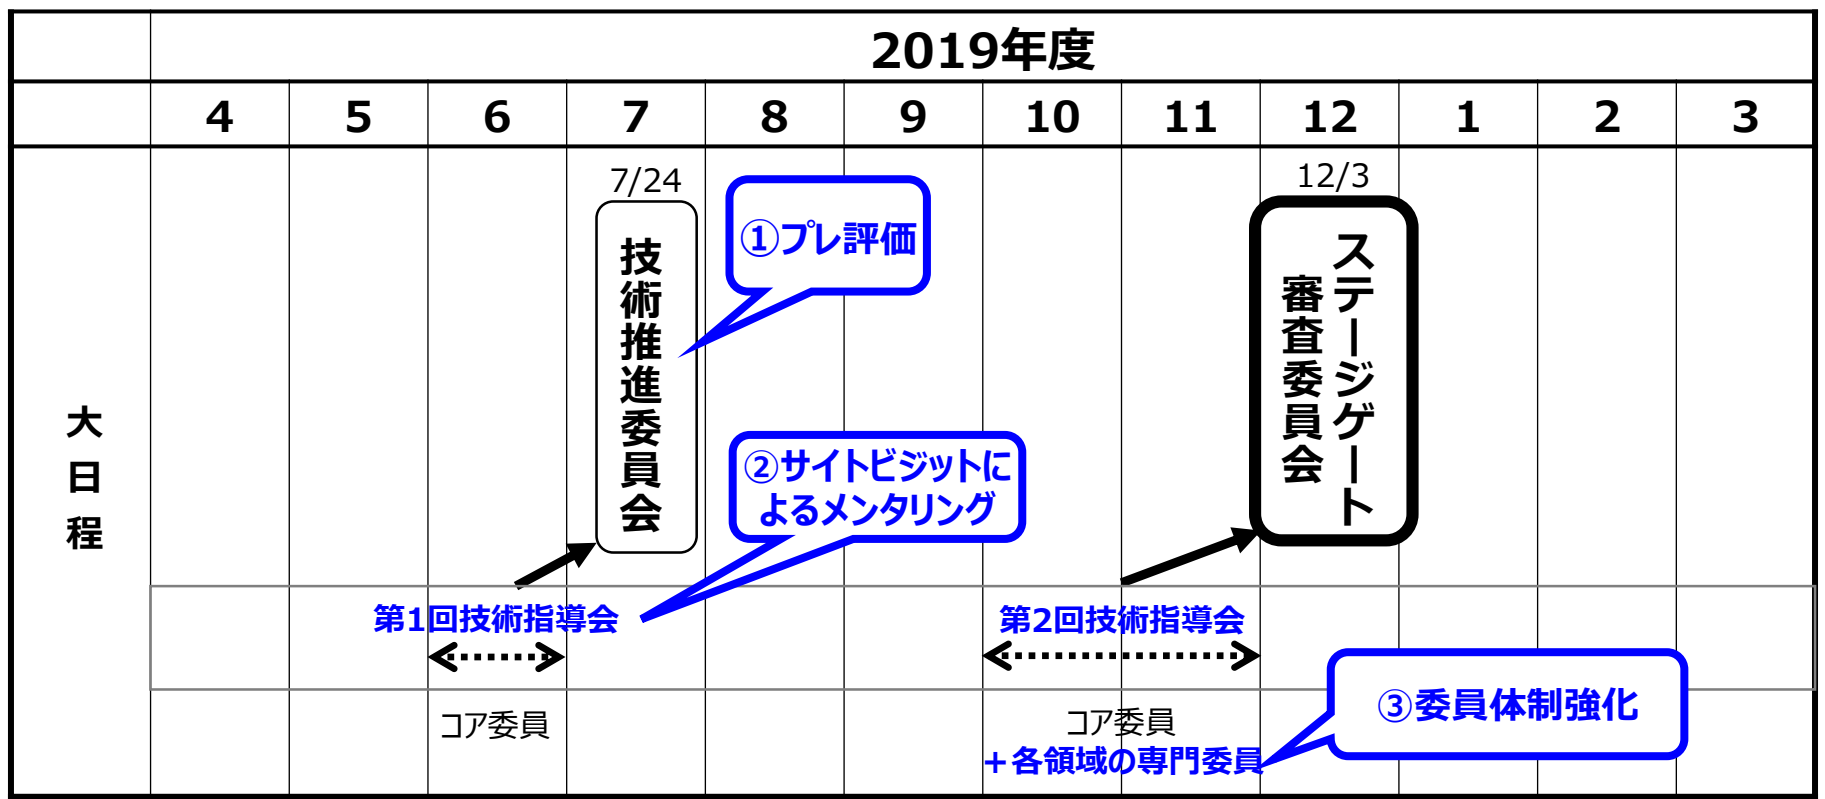 2019年度
4 5 6 7 8 9 10 11 12 1 2 3
大日程
7/24
技術推進委員会
①プレ評価
12/3
ステージゲート
審査委員会
②サイトビジットに
よるメンタリング
第1回技術指導会
第2回技術指導会
コア委員
コア委員
＋各領域の専門委員
③委員体制強化